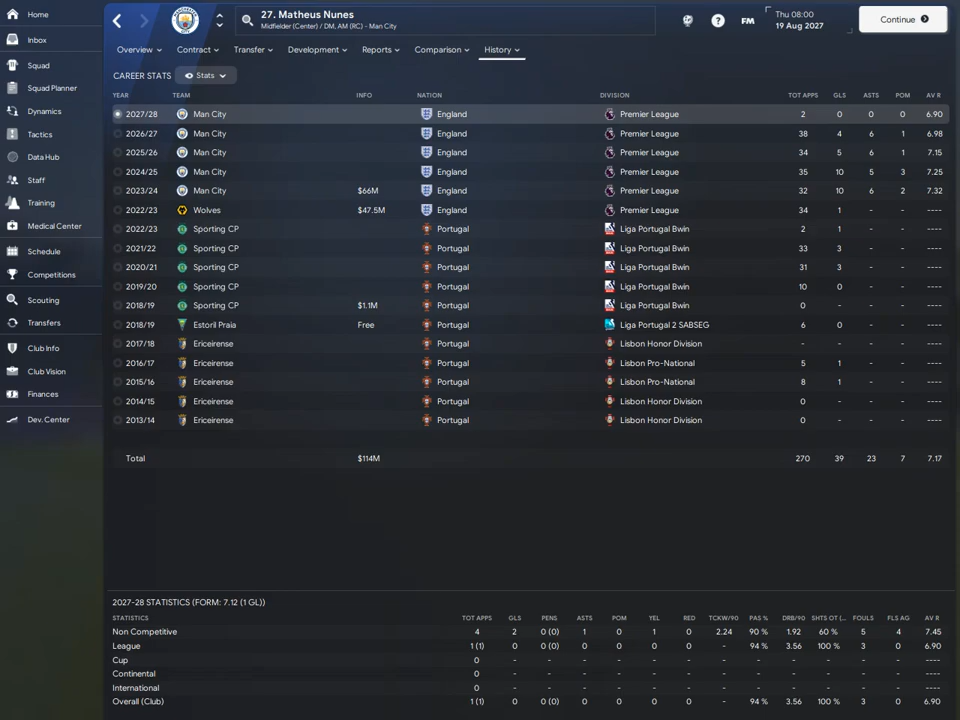 Home
27. Matheus Nunes
Midfielder (Center) / DM, AM (RC) - Man City
?
FM
Thu 08:00
19 Aug 2027
Continue
Inbox
Squad
Squad Planner
Dynamics
Tactics
Data Hub
Staff
Training
Medical Center
Schedule
Competitions
Scouting
Transfers
Club Info
Club Vision
Finances
Dev. Center
Overview Contract Transfer Development Reports Comparison History
CAREER STATS Stats
YEAR TEAM INFO NATION DIVISION TOT APPS GLS ASTS POM AV R
2027/28 Man City England Premier League 2 0 0 0 6.90
2026/27 Man City England Premier League 38 4 6 1 6.98
2025/26 Man City England Premier League 34 5 6 1 7.15
2024/25 Man City England Premier League 35 10 5 3 7.25
2023/24 Man City $66M England Premier League 32 10 6 2 7.32
2022/23 Wolves $47.5M England Premier League 34 1 - - ----
2022/23 Sporting CP Portugal Liga Portugal Bwin 2 1 - - ----
2021/22 Sporting CP Portugal Liga Portugal Bwin 33 3 - - ----
2020/21 Sporting CP Portugal Liga Portugal Bwin 31 3 - - ----
2019/20 Sporting CP Portugal Liga Portugal Bwin 10 0 - - ----
2018/19 Sporting CP $1.1M Portugal Liga Portugal Bwin 0 - - - ----
2018/19 Estoril Praia Free Portugal Liga Portugal 2 SABSEG 6 0 - - ----
2017/18 Ericeirense Portugal Lisbon Honor Division - - - - ----
2016/17 Ericeirense Portugal Lisbon Pro-National 5 1 - - ----
2015/16 Ericeirense Portugal Lisbon Pro-National 8 1 - - ----
2014/15 Ericeirense Portugal Lisbon Honor Division 0 - - - ----
2013/14 Ericeirense Portugal Lisbon Honor Division 0 - - - ----
Total $114M 270 39 23 7 7.17
2027-28 STATISTICS (FORM: 7.12 (1 GL))
STATISTICS TOT APPS GLS PENS ASTS POM YEL RED TCKW/90 PAS % DRB/90 SHTS OT (... FOULS FLS AG AV R
Non Competitive 4 2 0 (0) 1 0 1 0 2.24 90 % 1.92 60 % 5 4 7.45
League 1 (1) 0 0 (0) 0 0 0 0 - 94 % 3.56 100 % 3 0 6.90
Cup 0 - - - - - - - - - - - - ----
Continental 0 - - - - - - - - - - - - ----
International 0 - - - - - - - - - - - - ----
Overall (Club) 1 (1) 0 0 (0) 0 0 0 0 - 94 % 3.56 100 % 3 0 6.90